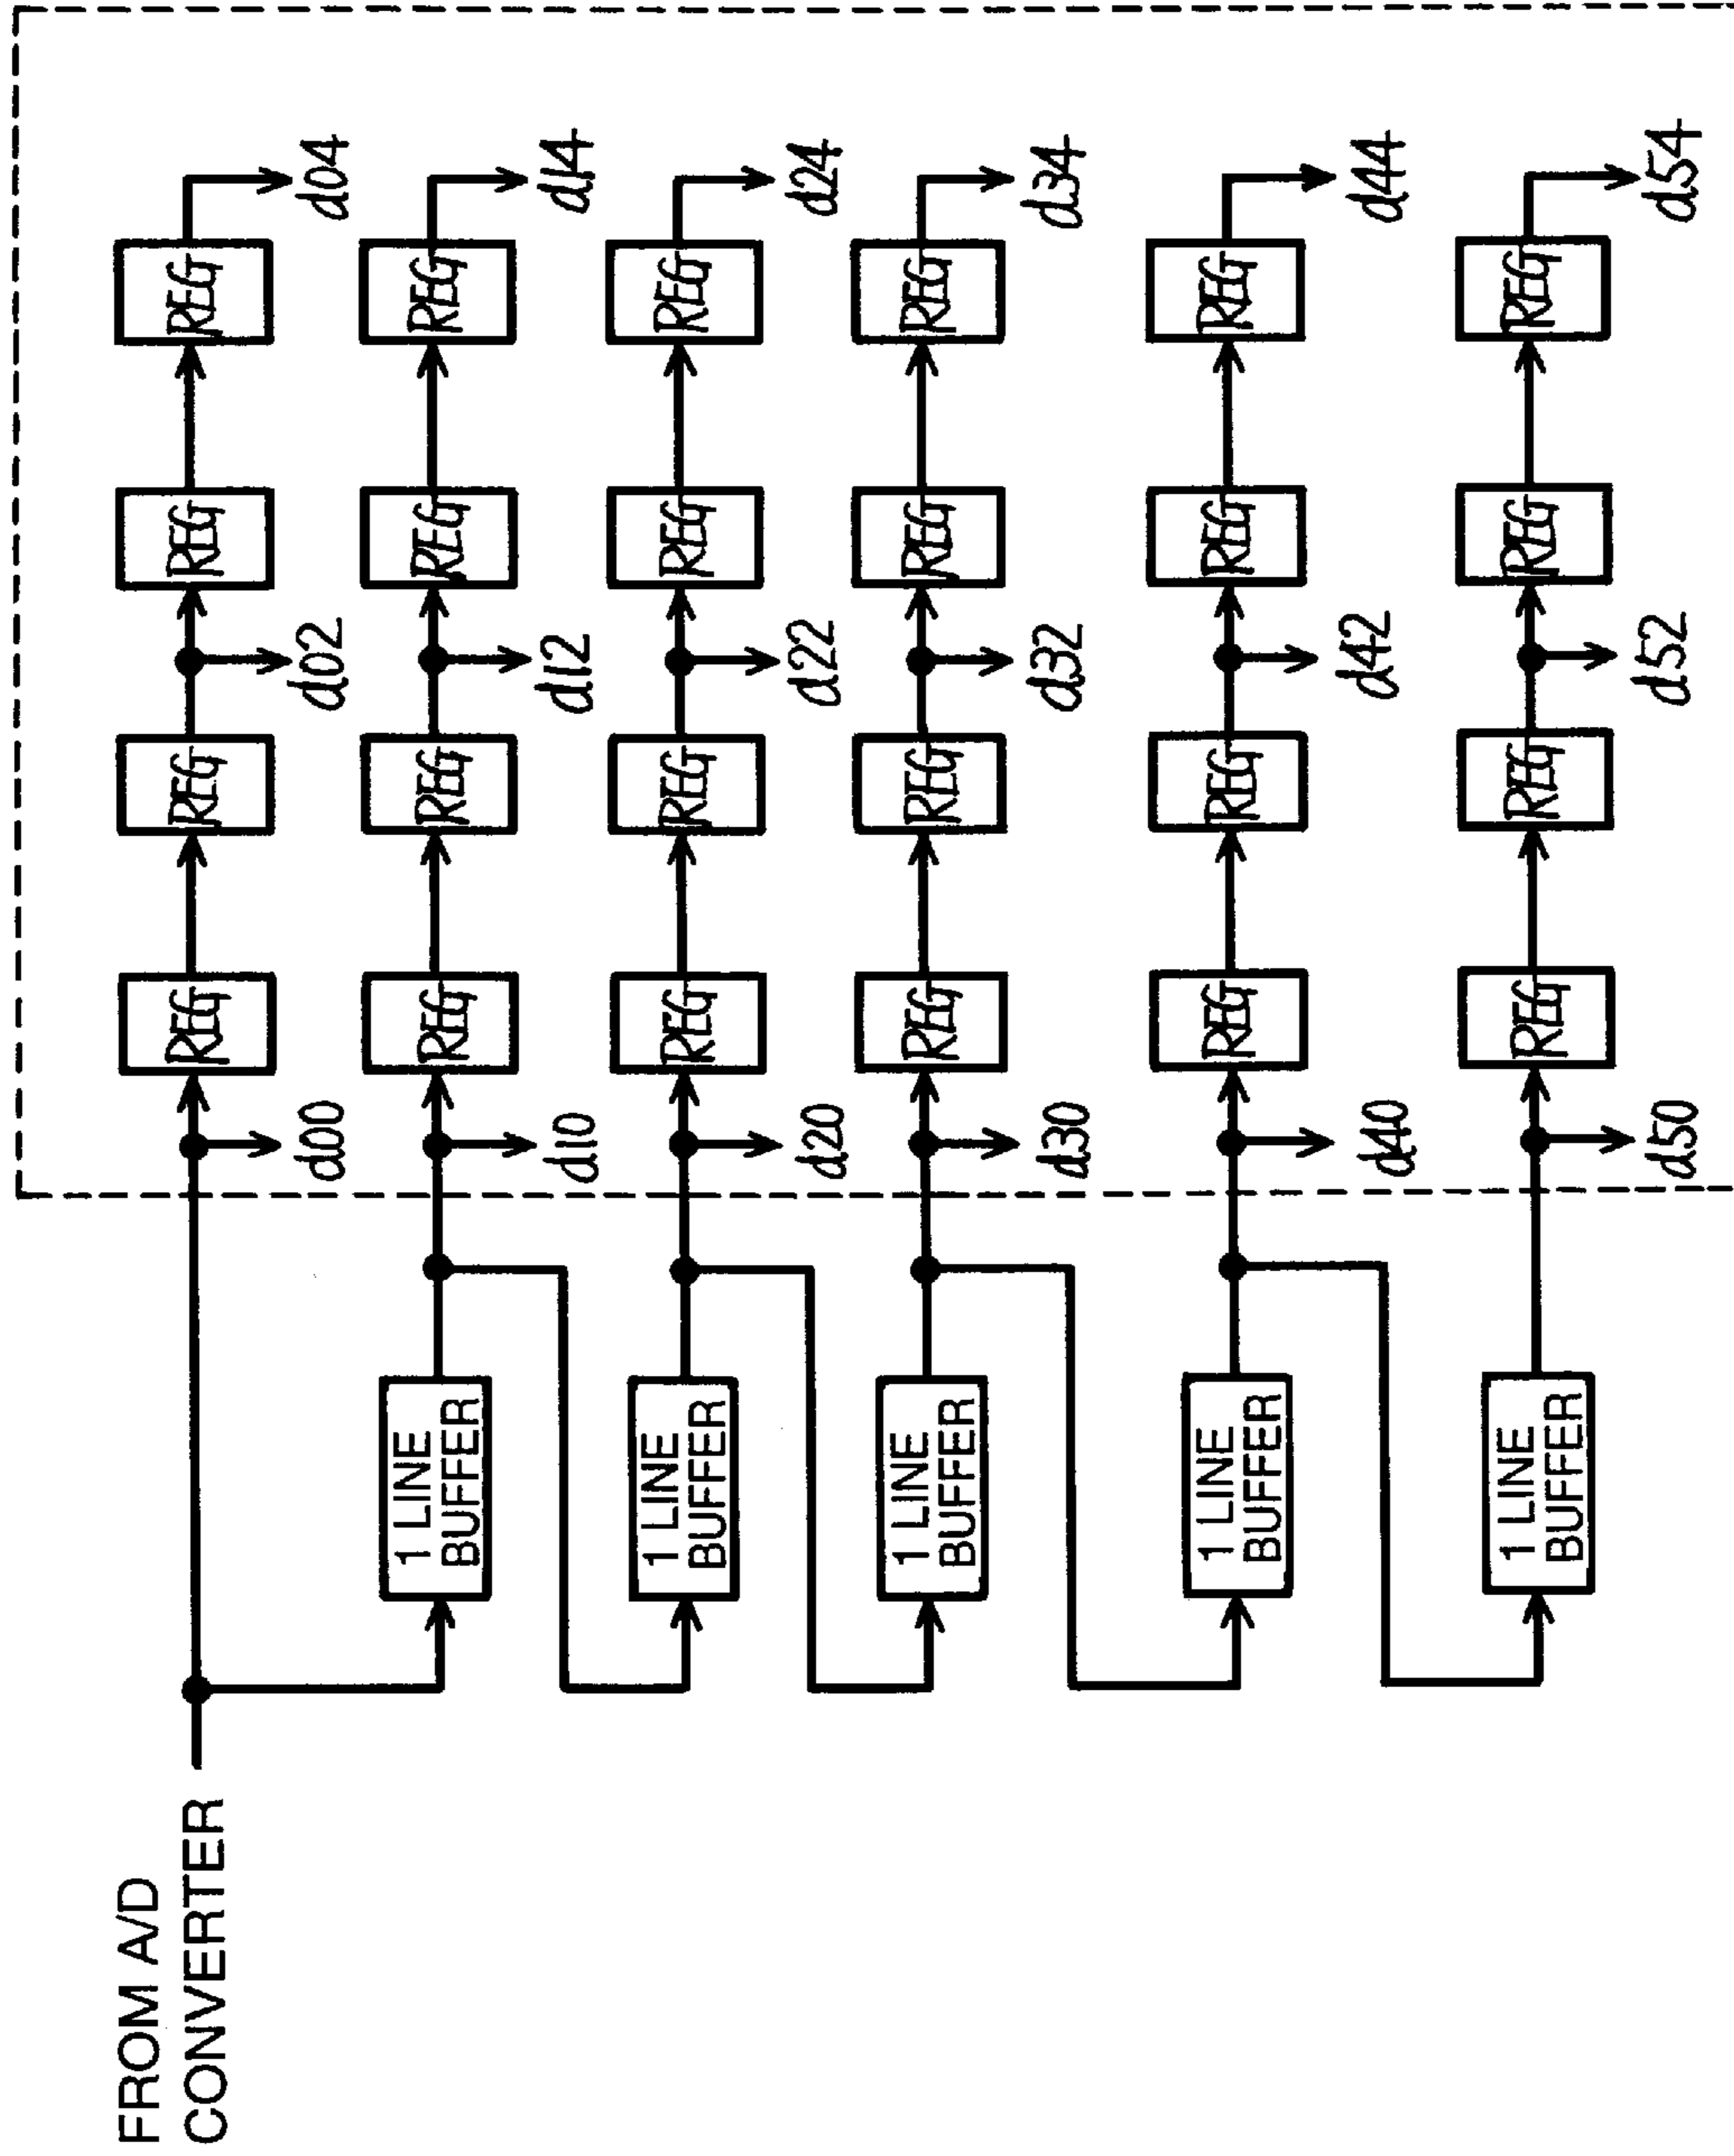 FROM A/D
CONVERTER
d00
REG
REG
d02
REG
REG
d04
1 LINE
BUFFER
d10
REG
REG
d12
REG
REG
d14
1 LINE
BUFFER
d20
REG
REG
d22
REG
REG
d24
1 LINE
BUFFER
d30
REG
REG
d32
REG
REG
d34
1 LINE
BUFFER
d40
REG
REG
d42
REG
REG
d44
1 LINE
BUFFER
d50
REG
REG
d52
REG
REG
d54